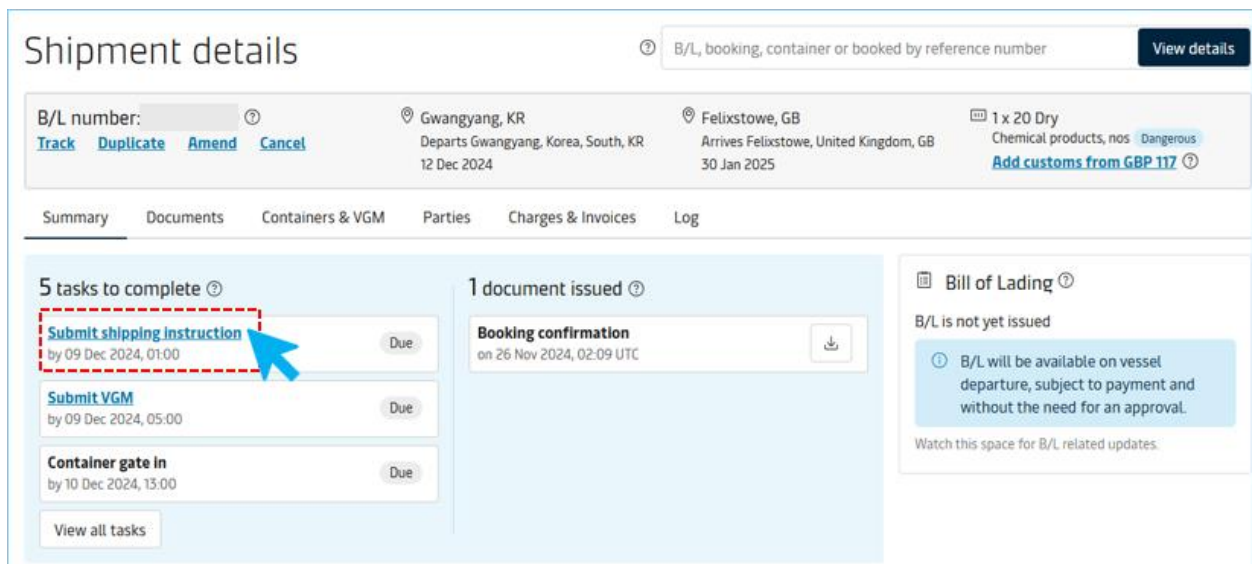 Shipment details
B/L, booking, container or booked by reference number
View details
B/L number:
Track Duplicate Amend Cancel
Gwangyang, KR
Departs Gwangyang, Korea, South, KR
12 Dec 2024
Felixstowe, GB
Arrives Felixstowe, United Kingdom, GB
30 Jan 2025
1 x 20 Dry
Chemical products, nos Dangerous
Add customs from GBP 117
Summary Documents Containers & VGM Parties Charges & Invoices Log
5 tasks to complete
Submit shipping instruction
by 09 Dec 2024, 01:00
Due
Submit VGM
by 09 Dec 2024, 05:00
Due
Container gate in
by 10 Dec 2024, 13:00
Due
View all tasks
1 document issued
Booking confirmation
on 26 Nov 2024, 02:09 UTC
Bill of Lading
B/L is not yet issued
B/L will be available on vessel
departure, subject to payment and
without the need for an approval.
Watch this space for B/L related updates.